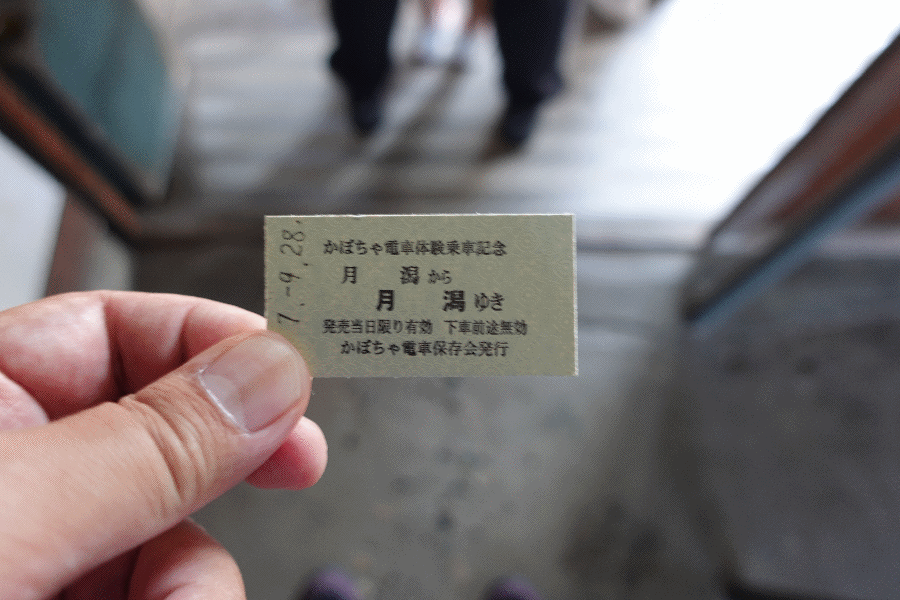 7.-9.28.
かぼちゃ電車体験乗車記念
月 潟 から
月 潟 ゆき
発売当日限り有効 下車前途無効
かぼちゃ電車保存会発行